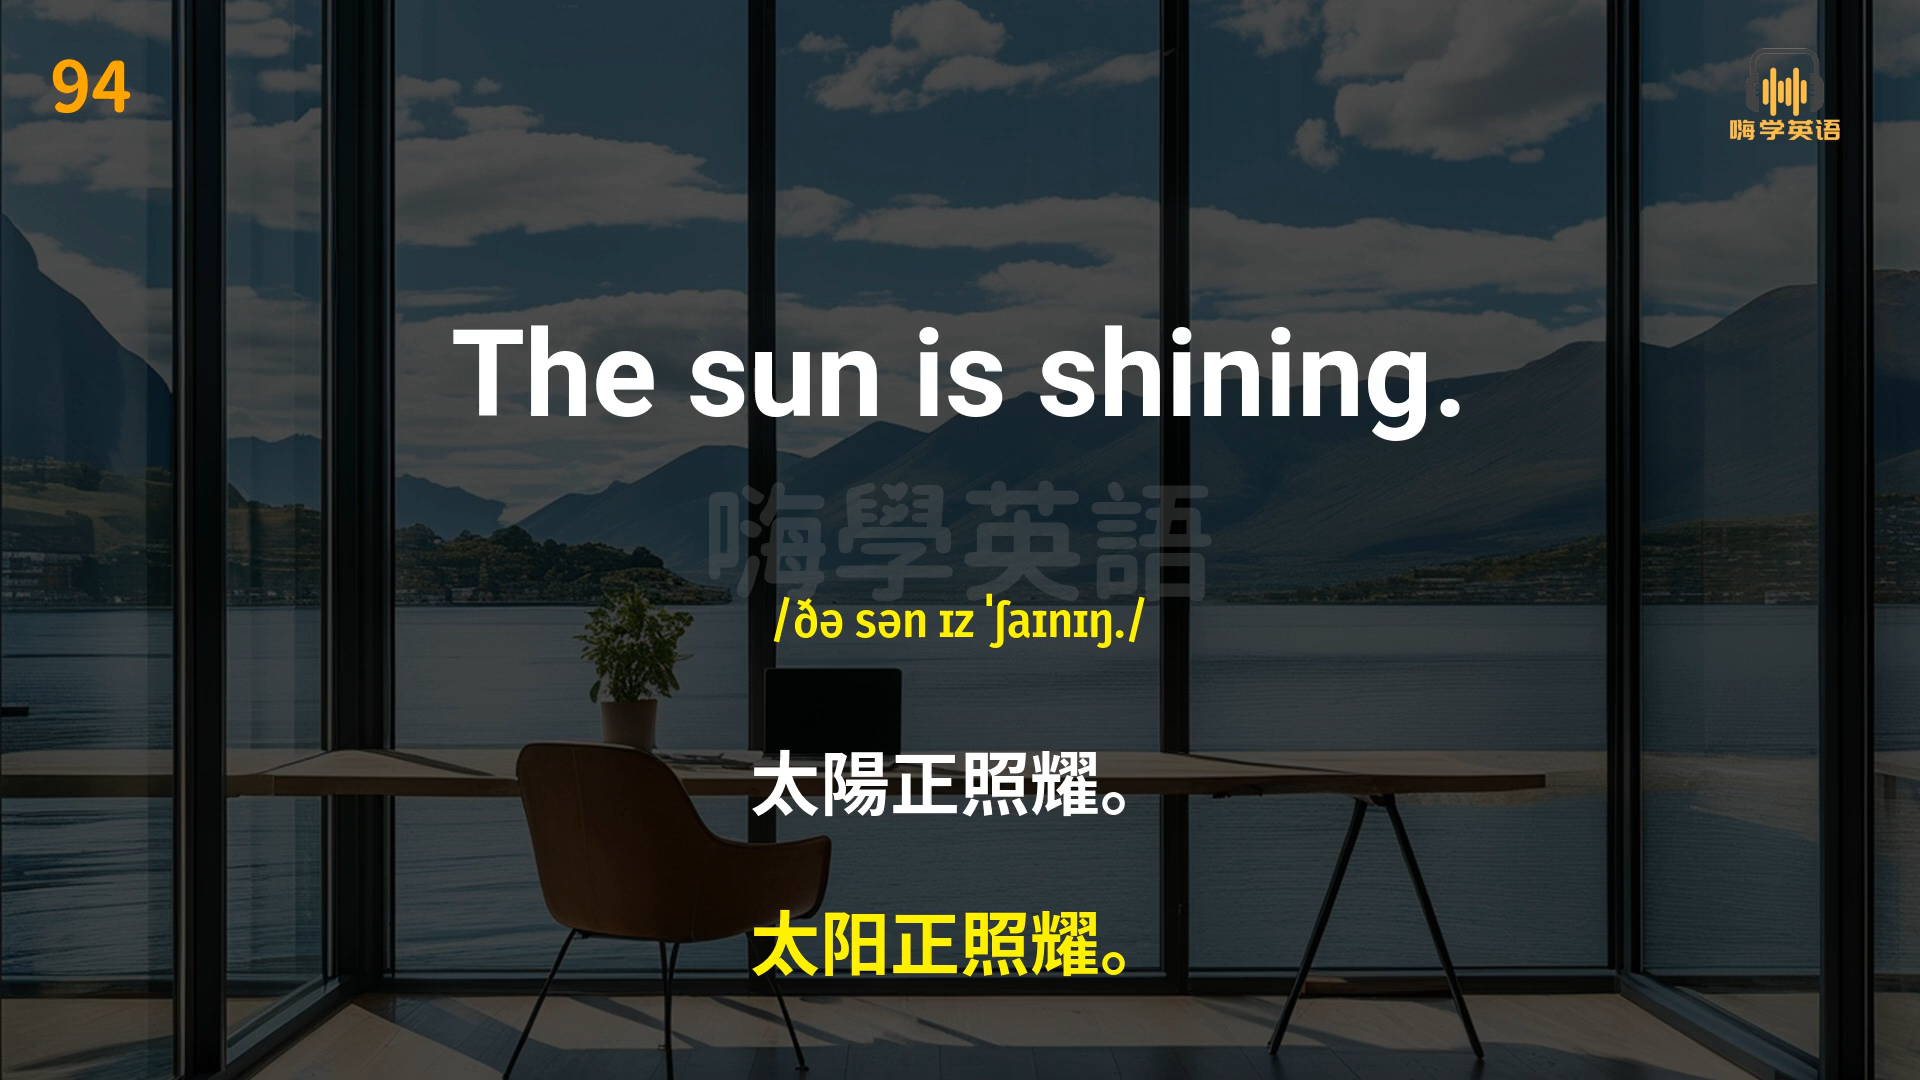 94
嗨学英语
The sun is shining.
嗨學英語
/ðə sən ɪz ˈʃaɪnɪŋ./
太陽正照耀。
太阳正照耀。